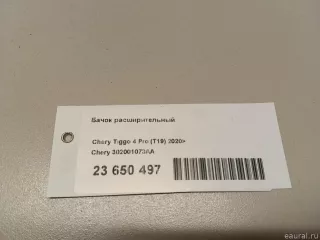 Бачок расширительный
Chery Tiggo 4 Pro (T19) 2020>
Chery 302001073AA
23 650 497
eaural.ru